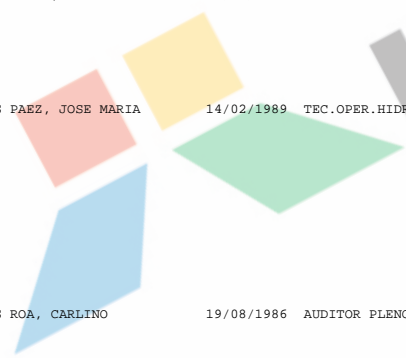 PAEZ, JOSE MARIA 14/02/1989 TEC.OPER.HIDR
ROA, CARLINO 19/08/1986 AUDITOR PLENO